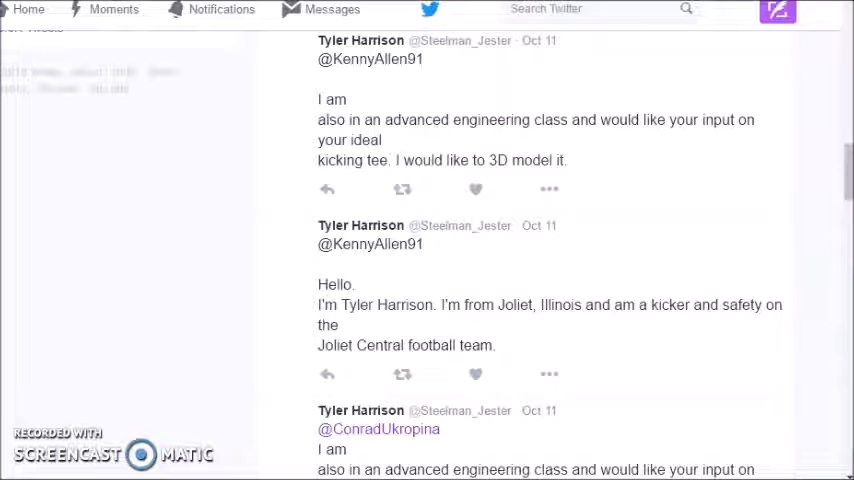 Home Moments Notifications Messages Search Twitter
Tyler Harrison @Steelman_Jester · Oct 11
@KennyAllen91
I am
also in an advanced engineering class and would like your input on
your ideal
kicking tee. I would like to 3D model it.
Tyler Harrison @Steelman_Jester · Oct 11
@KennyAllen91
Hello.
I'm Tyler Harrison. I'm from Joliet, Illinois and am a kicker and safety on
the
Joliet Central football team.
Tyler Harrison @Steelman_Jester · Oct 11
@ConradUkropina
I am
also in an advanced engineering class and would like your input on
RECORDED WITH
SCREENCAST MATIC